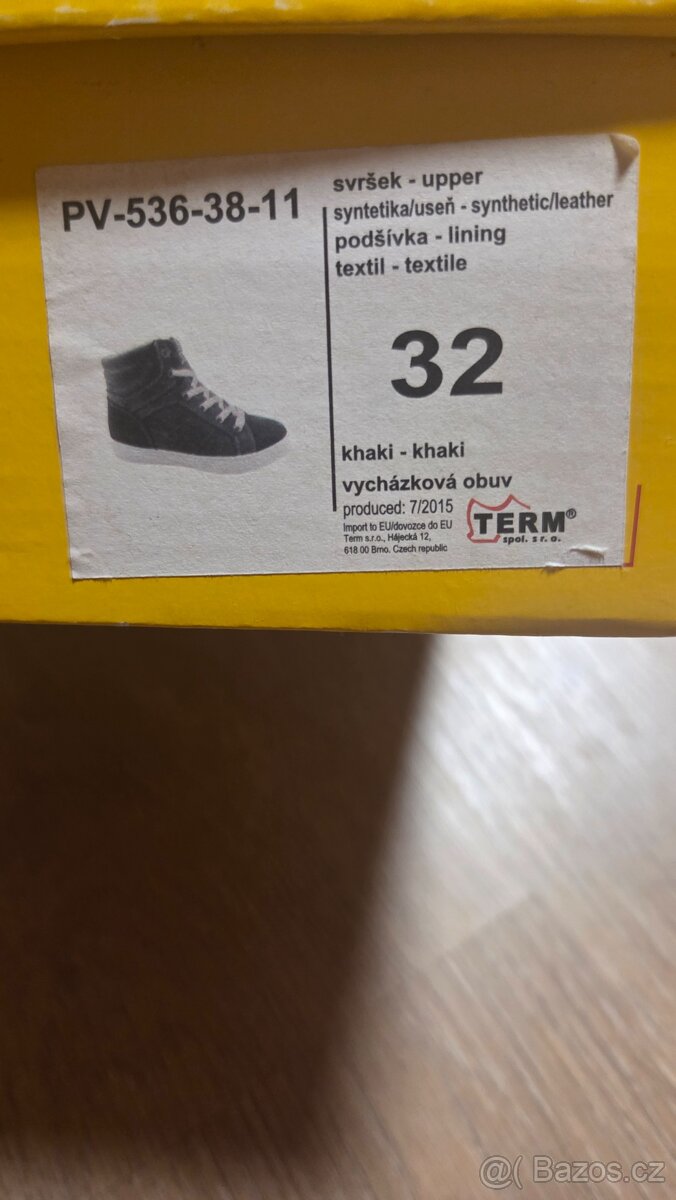 PV-536-38-11
svršek - upper
syntetika/useň - synthetic/leather
podšívka - lining
textil - textile
32
khaki - khaki
vycházková obuv
produced: 7/2015
Import to EU/dovozce do EU
Term s.r.o., Hájecká 12,
618 00 Brno. Czech republic
TERM®
spol. s r. o.
@( Bazos.cz